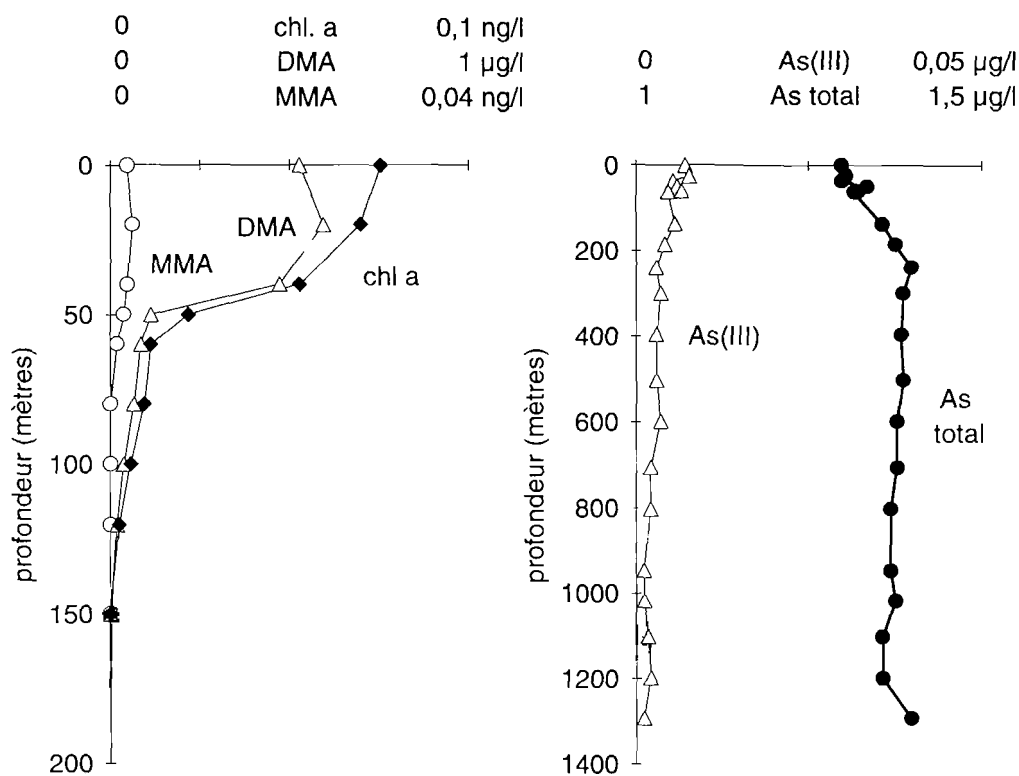 0 chl. a 0,1 ng/l
0 DMA 1 µg/l
0 MMA 0,04 ng/l
0
50
100
150
200
profondeur (mètres)
MMA
DMA
chl a
0 As(III) 0,05 µg/l
1 As total 1,5 µg/l
0
200
400
600
800
1000
1200
1400
profondeur (mètres)
As(III)
As
total